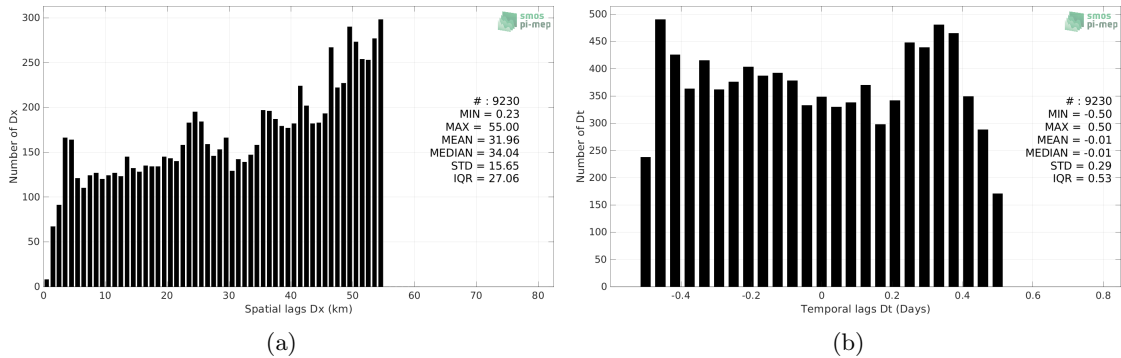 300
250
200
150
100
50
0
Number of Dx
smos
pi-mep
# : 9230
MIN = 0.23
MAX = 55.00
MEAN = 31.96
MEDIAN = 34.04
STD = 15.65
IQR = 27.06
0 10 20 30 40 50 60 70 80
Spatial lags Dx (km)
(a)
500
450
400
350
300
250
200
150
100
50
0
Number of Dt
smos
pi-mep
# : 9230
MIN = -0.50
MAX = 0.50
MEAN = -0.01
MEDIAN = -0.01
STD = 0.29
IQR = 0.53
-0.4 -0.2 0 0.2 0.4 0.6 0.8
Temporal lags Dt (Days)
(b)